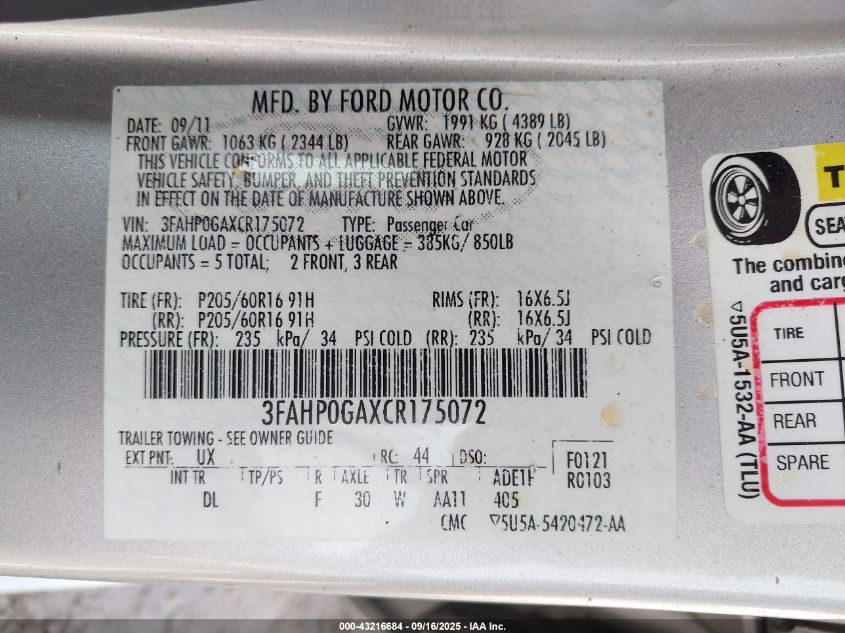 MFD. BY FORD MOTOR CO.
DATE: 09/11 GVWR: 1991 KG ( 4389 LB)
FRONT GAWR: 1063 KG ( 2344 LB) REAR GAWR: 928 KG ( 2045 LB)
THIS VEHICLE CONFORMS TO ALL APPLICABLE FEDERAL MOTOR
VEHICLE SAFETY, BUMPER, AND THEFT PREVENTION STANDARDS
IN EFFECT ON THE DATE OF MANUFACTURE SHOWN ABOVE.
VIN: 3FAHP0GAXCR175072 TYPE: Passenger Car
MAXIMUM LOAD = OCCUPANTS + LUGGAGE = 385KG/ 850LB
OCCUPANTS = 5 TOTAL; 2 FRONT, 3 REAR
TIRE (FR): P205/60R16 91H RIMS (FR): 16X6.5J
(RR): P205/60R16 91H (RR): 16X6.5J
PRESSURE (FR): 235 kPa/ 34 PSI COLD (RR): 235 kPa/ 34 PSI COLD
3FAHP0GAXCR175072
TRAILER TOWING - SEE OWNER GUIDE
EXT PNT: UX RC: 44 DSO: F0121
INT TR TP/PS R AXLE TR SPR ADE1F R0103
DL F 30 W AA11 405
CMC ▽5U5A-5420472-AA
T
SEA
The combin
and carg
TIRE
FRONT
REAR
SPARE
▽5U5A-1532-AA (TLU)
000-43216684 - 09/16/2025 - IAA Inc.